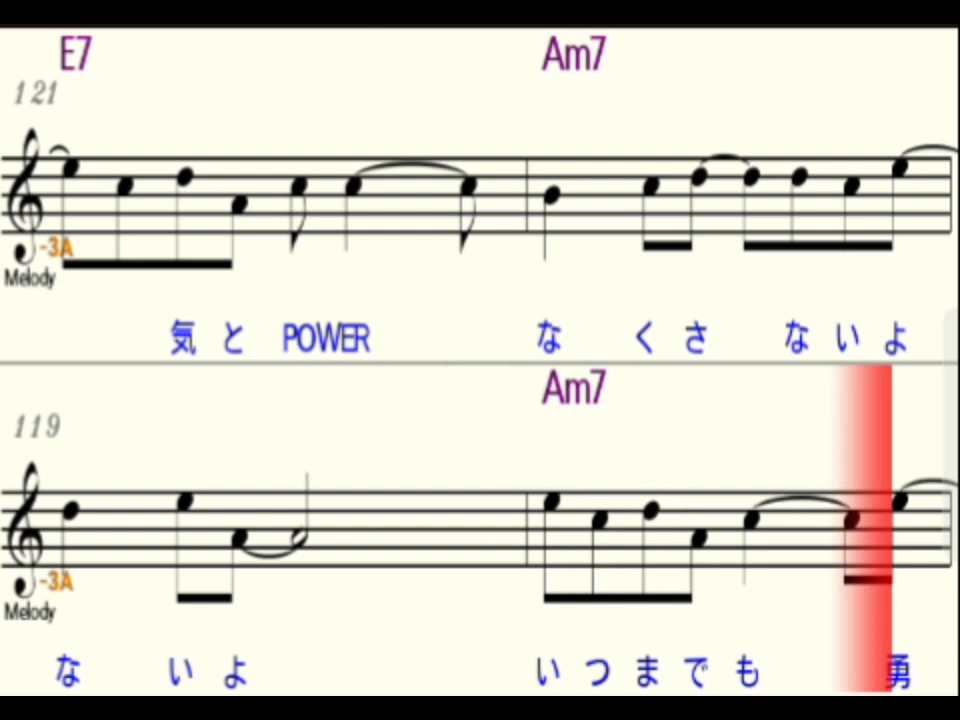 E7 Am7
121
-3A
Melody
気 と POWER な く さ な い よ
Am7
119
-3A
Melody
な い よ い つ ま で も 勇